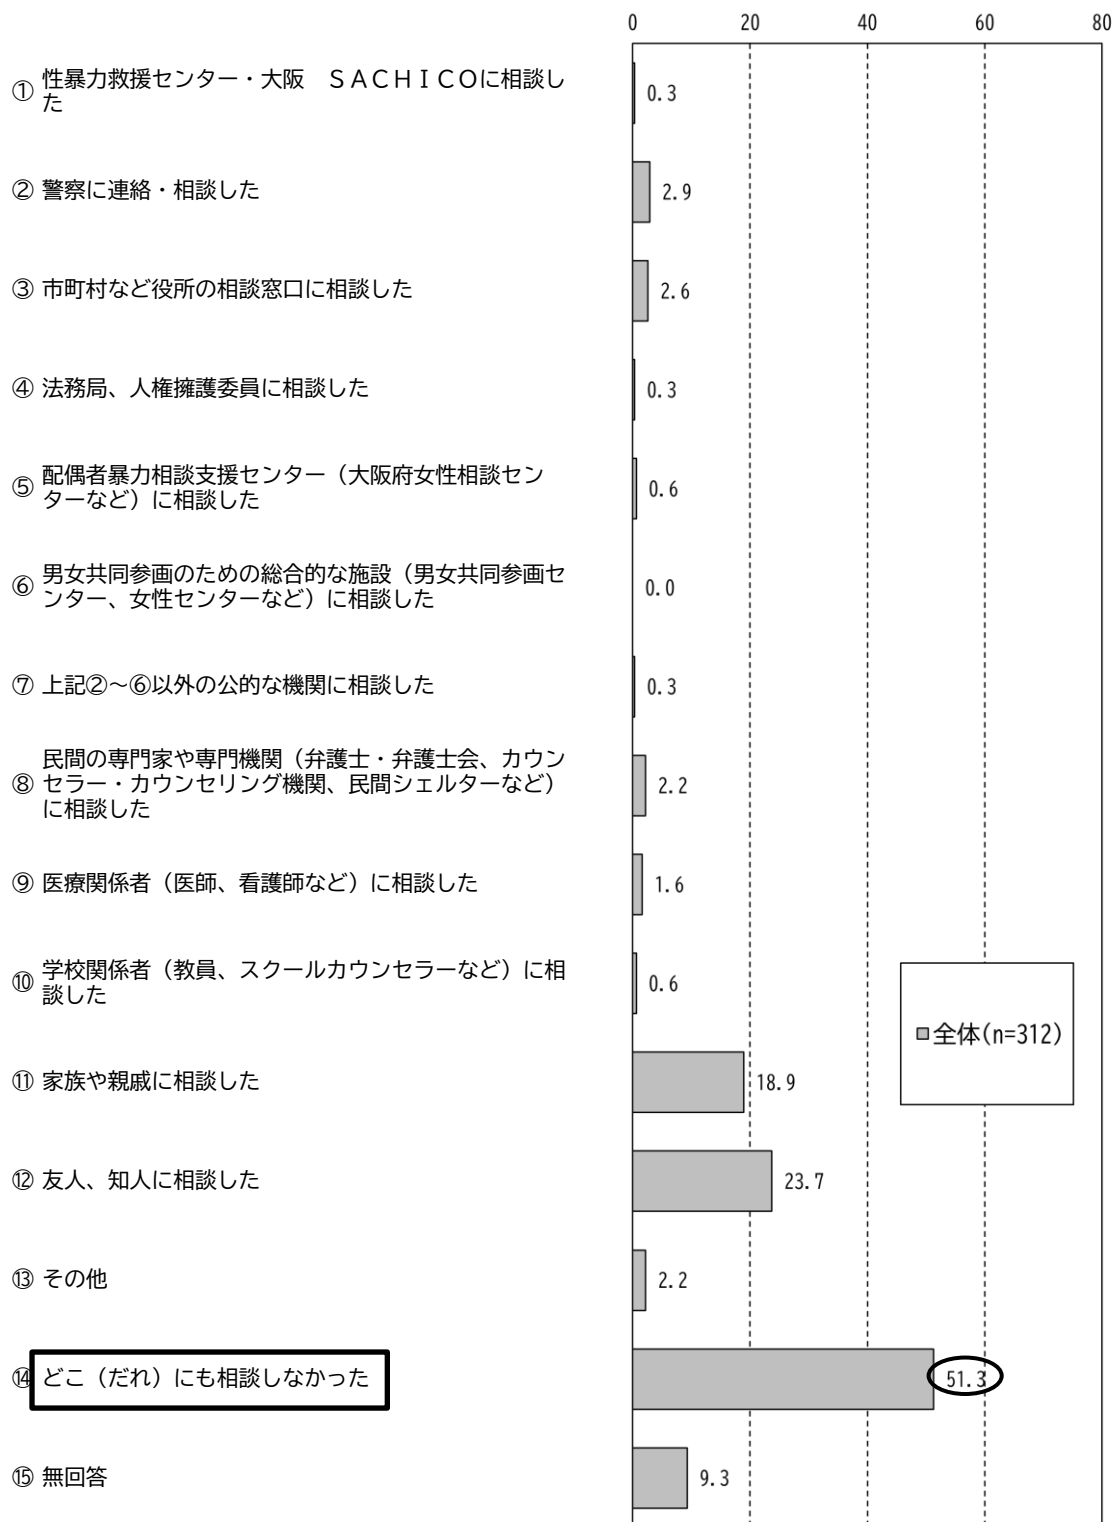 0 20 40 60 80
① 性暴力救援センター・大阪　ＳＡＣＨＩＣＯに相談し
た
0.3
② 警察に連絡・相談した
2.9
③ 市町村など役所の相談窓口に相談した
2.6
④ 法務局、人権擁護委員に相談した
0.3
⑤ 配偶者暴力相談支援センター（大阪府女性相談セン
ターなど）に相談した
0.6
⑥ 男女共同参画のための総合的な施設（男女共同参画セ
ンター、女性センターなど）に相談した
0.0
⑦ 上記②～⑥以外の公的な機関に相談した
0.3
⑧ 民間の専門家や専門機関（弁護士・弁護士会、カウン
セラー・カウンセリング機関、民間シェルターなど）
に相談した
2.2
⑨ 医療関係者（医師、看護師など）に相談した
1.6
⑩ 学校関係者（教員、スクールカウンセラーなど）に相
談した
0.6
全体(n=312)
⑪ 家族や親戚に相談した
18.9
⑫ 友人、知人に相談した
23.7
⑬ その他
2.2
⑭ どこ（だれ）にも相談しなかった
51.3
⑮ 無回答
9.3